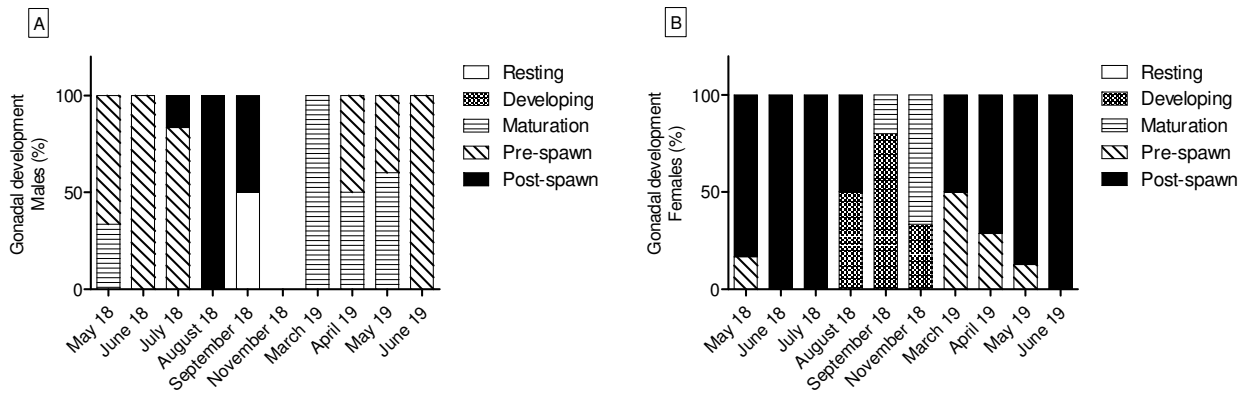 A
Gonadal development
Males (%)
100
50
0
May 18
June 18
July 18
August 18
September 18
November 18
March 19
April 19
May 19
June 19
Resting
Developing
Maturation
Pre-spawn
Post-spawn
B
Gonadal development
Females (%)
100
50
0
May 18
June 18
July 18
August 18
September 18
November 18
March 19
April 19
May 19
June 19
Resting
Developing
Maturation
Pre-spawn
Post-spawn